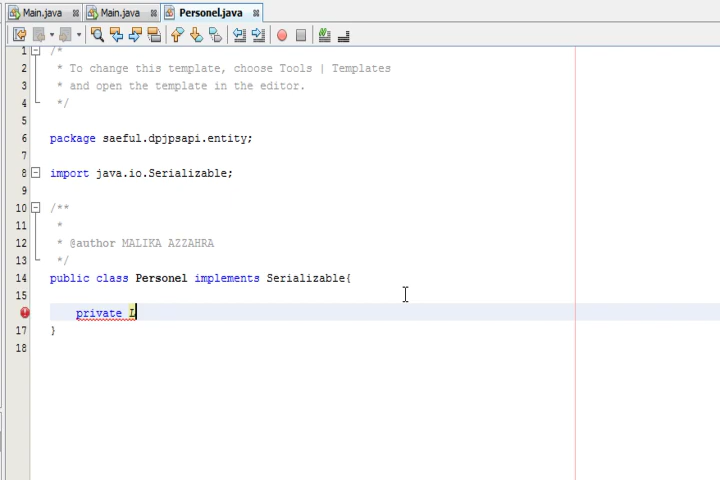 Main.java Main.java Personel.java
1 /*
2 * To change this template, choose Tools | Templates
3 * and open the template in the editor.
4 */
5
6 package saeful.dpjpsapi.entity;
7
8 import java.io.Serializable;
9
10 /**
11 *
12 * @author MALIKA AZZAHRA
13 */
14 public class Personel implements Serializable{
15
private L
17 }
18